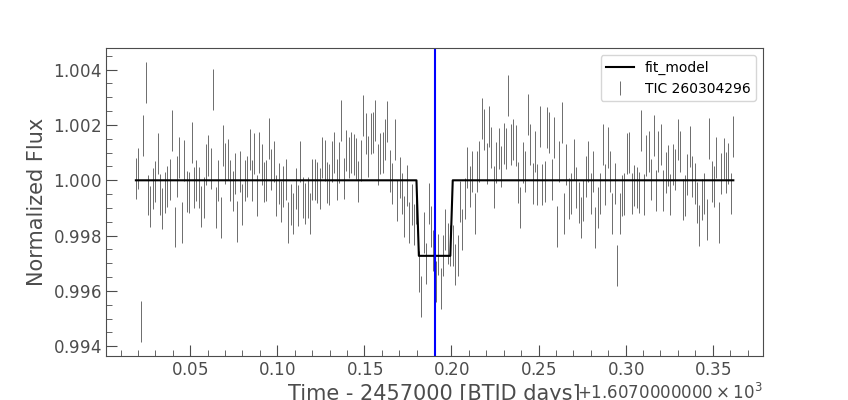 fit_model
TIC 260304296
Normalized Flux
1.004
1.002
1.000
0.998
0.996
0.994
0.05 0.10 0.15 0.20 0.25 0.30 0.35
Time - 2457000 [BTJD days]
+1.6070000000 × 10³